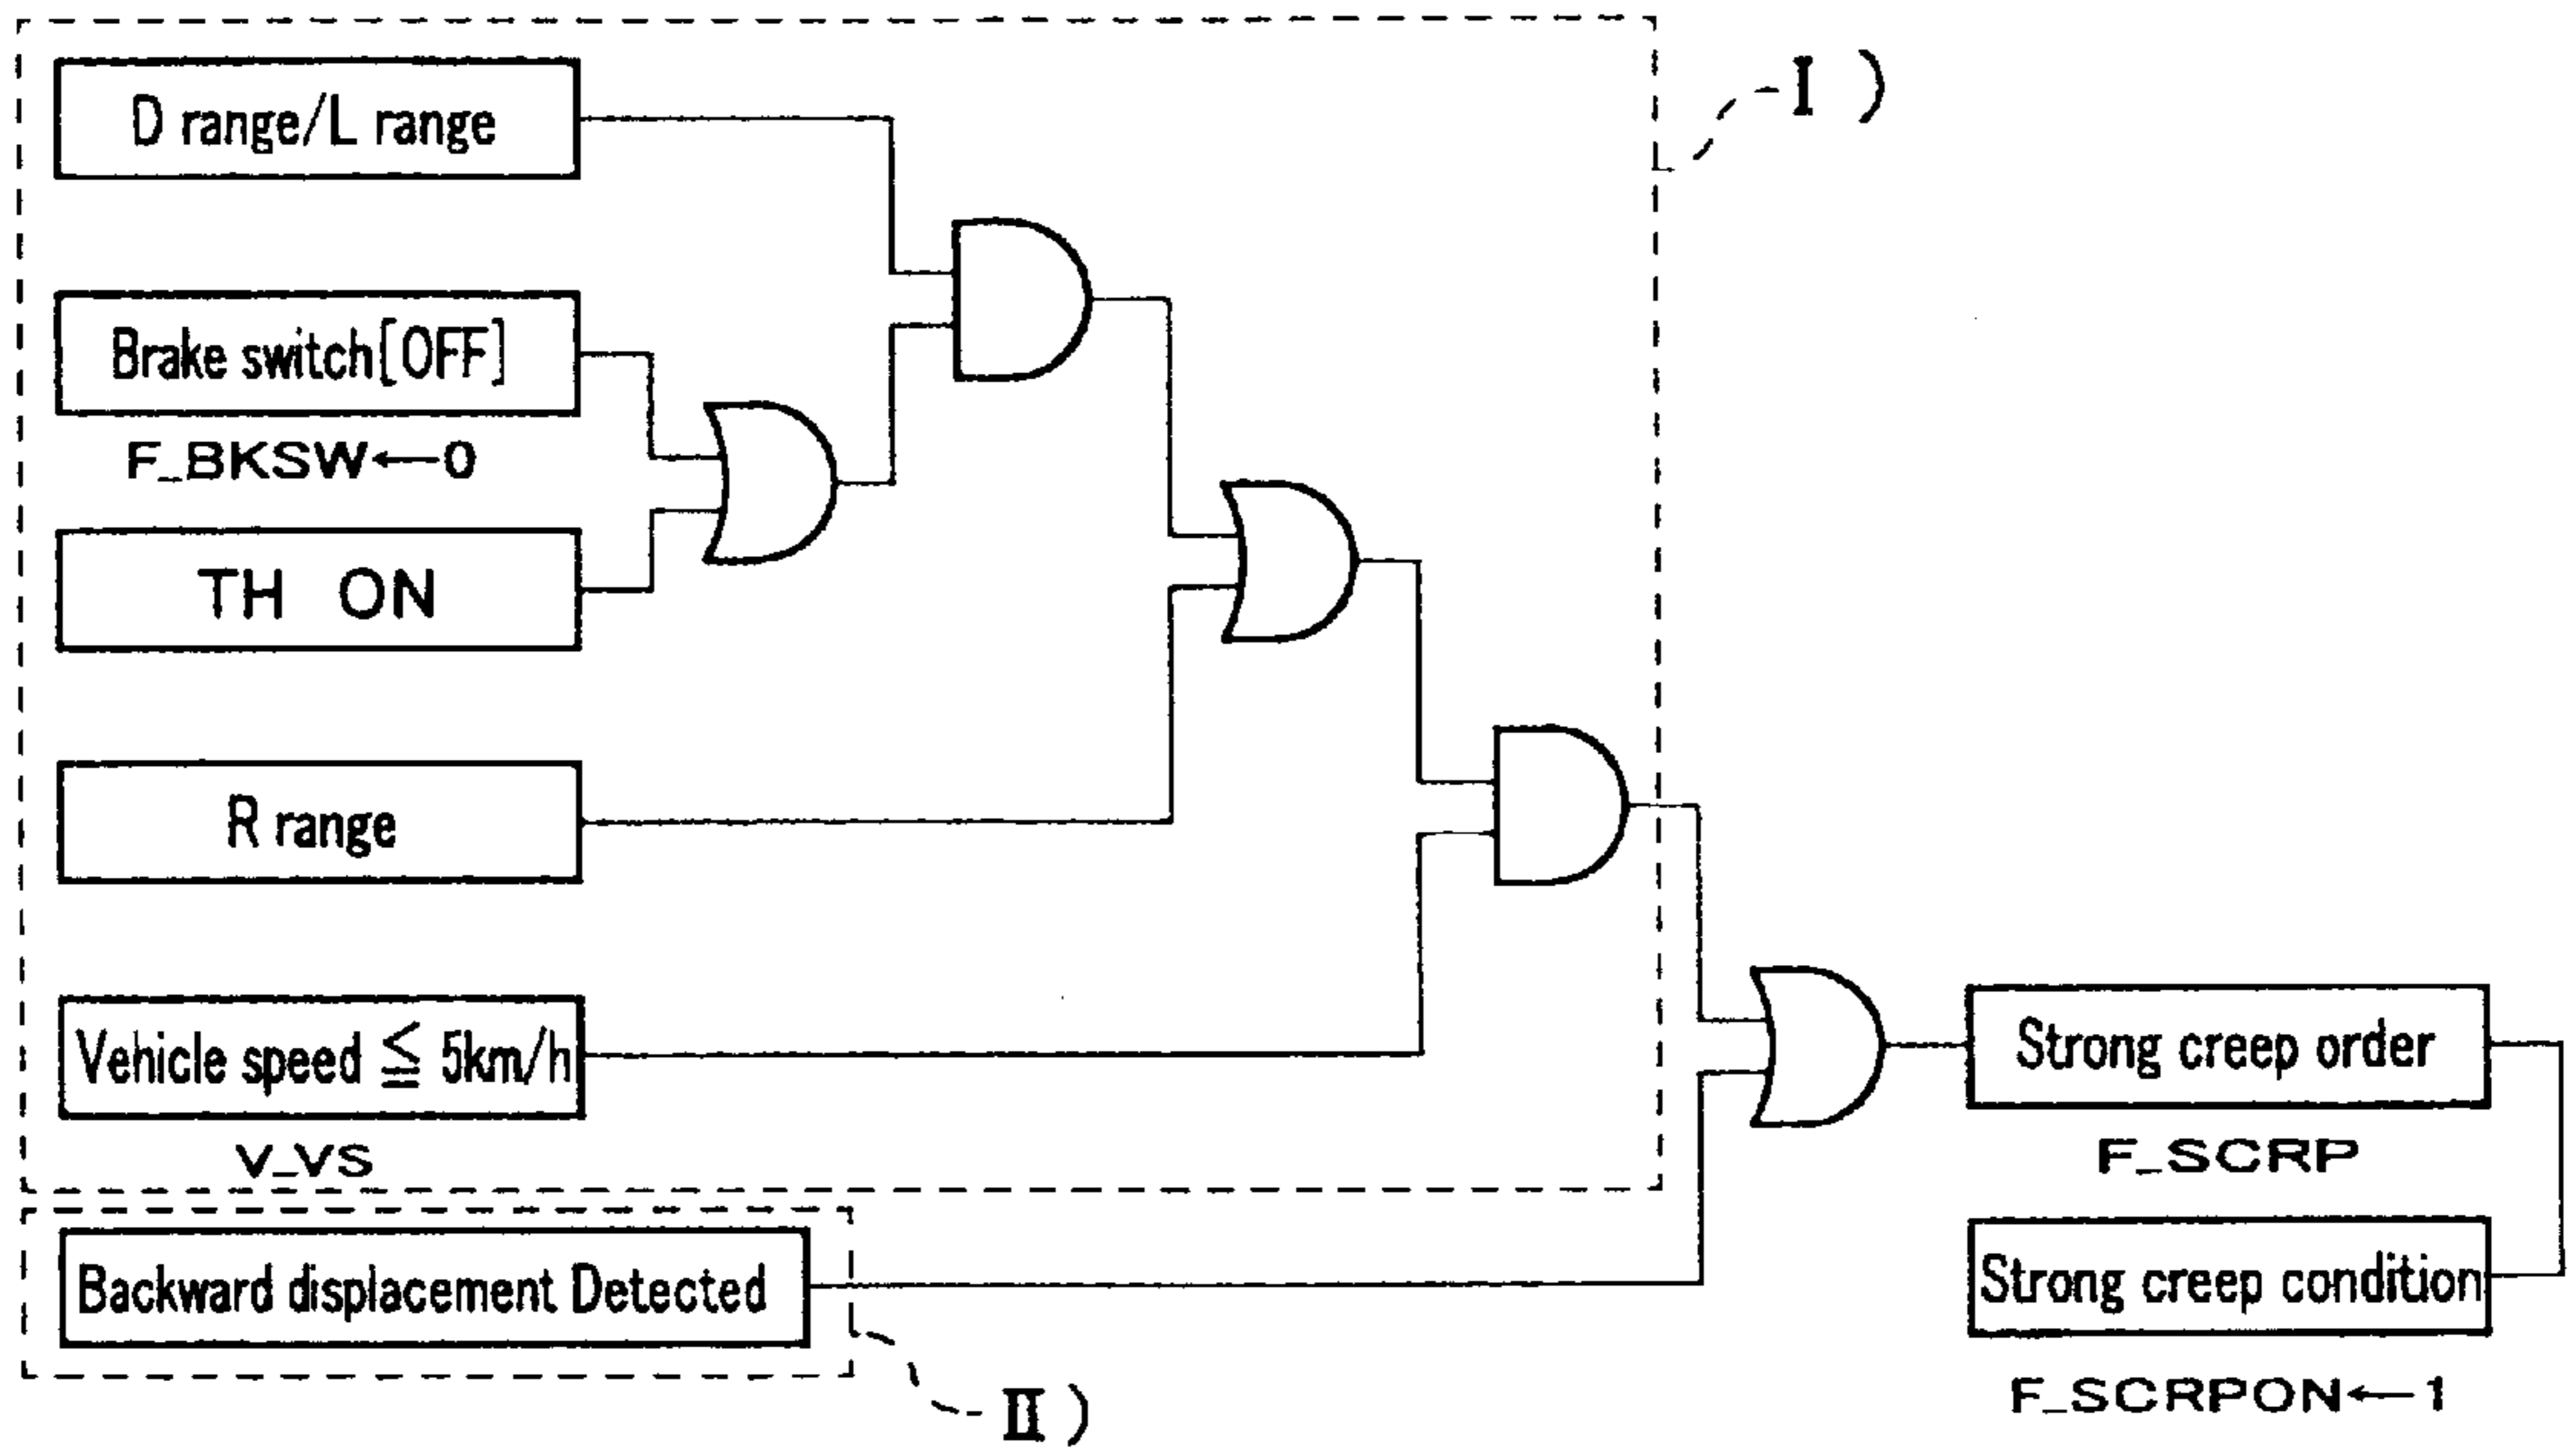 D range/L range
I )
Brake switch[OFF]
F_BKSW←0
TH ON
R range
Vehicle speed ≦ 5km/h
V_VS
Strong creep order
F_SCRP
Backward displacement Detected
Strong creep condition
F_SCRPON←1
II )